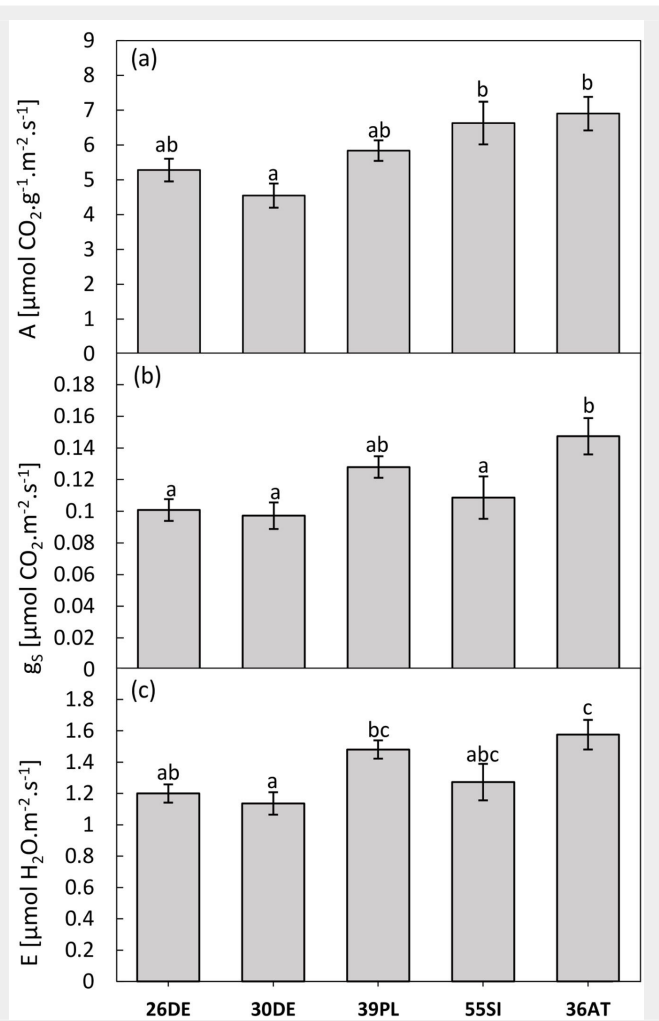 (a)
A [µmol CO₂.g⁻¹.m⁻².s⁻¹]
9
8
7
6
5
4
3
2
1
0
ab
a
ab
b
b
(b)
gₛ [µmol CO₂.m⁻².s⁻¹]
0.18
0.16
0.14
0.12
0.1
0.08
0.06
0.04
0.02
0
a
a
ab
a
b
(c)
E [µmol H₂O.m⁻².s⁻¹]
1.8
1.6
1.4
1.2
1
0.8
0.6
0.4
0.2
0
ab
a
bc
abc
c
26DE 30DE 39PL 55SI 36AT